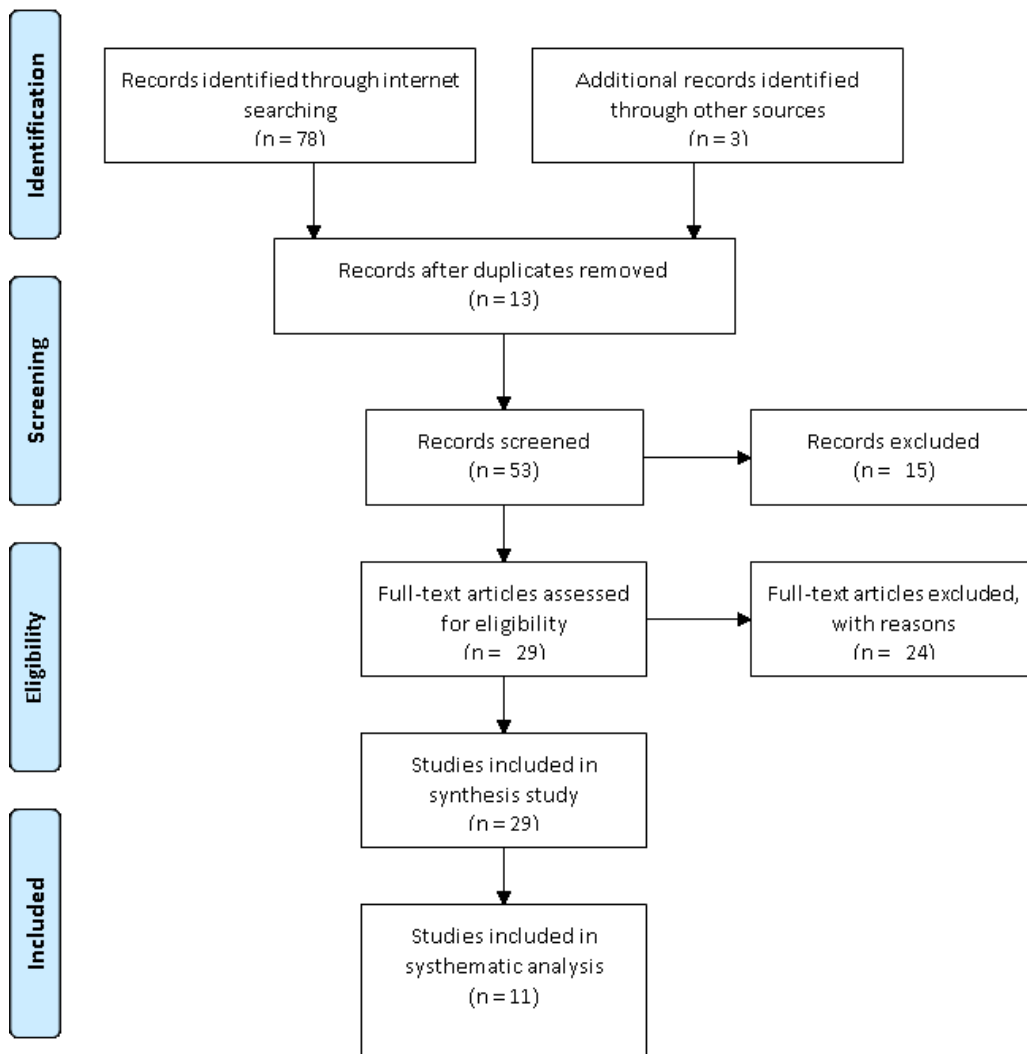 Identification
Records identified through internet
searching
(n = 78)
Additional records identified
through other sources
(n = 3)
Records after duplicates removed
(n = 13)
Screening
Records screened
(n = 53)
Records excluded
(n = 15)
Eligibility
Full-text articles assessed
for eligibility
(n = 29)
Full-text articles excluded,
with reasons
(n = 24)
Studies included in
synthesis study
(n = 29)
Included
Studies included in
systhematic analysis
(n = 11)